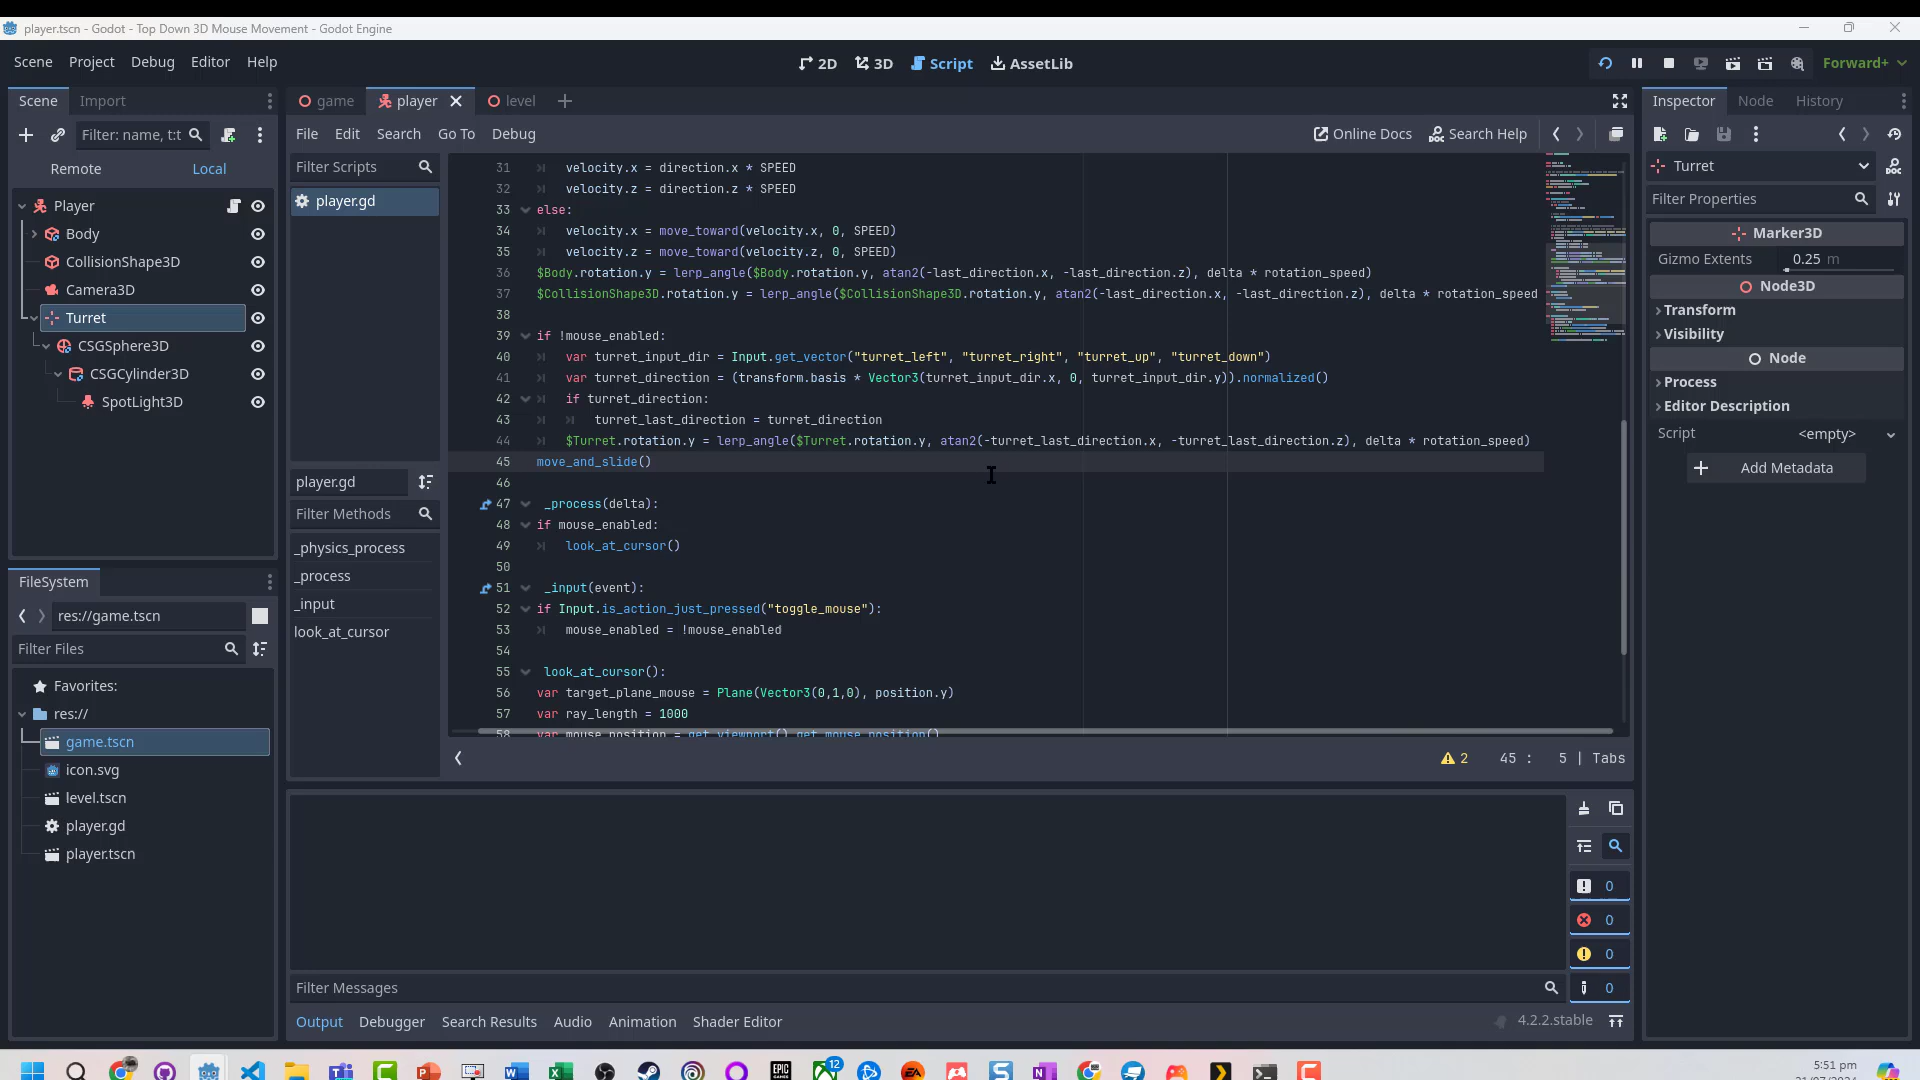 player.tscn - Godot - Top Down 3D Mouse Movement - Godot Engine
Scene Project Debug Editor Help
2D 3D Script AssetLib
Forward+
Scene Import
Filter: name, t:t
Remote Local
Player
Body
CollisionShape3D
Camera3D
Turret
CSGSphere3D
CSGCylinder3D
SpotLight3D
FileSystem
res://game.tscn
Filter Files
Favorites:
res://
game.tscn
icon.svg
level.tscn
player.gd
player.tscn
game player level
File Edit Search Go To Debug
Online Docs Search Help
Filter Scripts
player.gd
player.gd
Filter Methods
_physics_process
_process
_input
look_at_cursor
31 velocity.x = direction.x * SPEED
32 velocity.z = direction.z * SPEED
33 else:
34 velocity.x = move_toward(velocity.x, 0, SPEED)
35 velocity.z = move_toward(velocity.z, 0, SPEED)
36 $Body.rotation.y = lerp_angle($Body.rotation.y, atan2(-last_direction.x, -last_direction.z), delta * rotation_speed)
37 $CollisionShape3D.rotation.y = lerp_angle($CollisionShape3D.rotation.y, atan2(-last_direction.x, -last_direction.z), delta * rotation_speed
38
39 if !mouse_enabled:
40 var turret_input_dir = Input.get_vector("turret_left", "turret_right", "turret_up", "turret_down")
41 var turret_direction = (transform.basis * Vector3(turret_input_dir.x, 0, turret_input_dir.y)).normalized()
42 if turret_direction:
43 turret_last_direction = turret_direction
44 $Turret.rotation.y = lerp_angle($Turret.rotation.y, atan2(-turret_last_direction.x, -turret_last_direction.z), delta * rotation_speed)
45 move_and_slide()
46
47 _process(delta):
48 if mouse_enabled:
49 look_at_cursor()
50
51 _input(event):
52 if Input.is_action_just_pressed("toggle_mouse"):
53 mouse_enabled = !mouse_enabled
54
55 look_at_cursor():
56 var target_plane_mouse = Plane(Vector3(0,1,0), position.y)
57 var ray_length = 1000
58 var mouse_position = get_viewport().get_mouse_position()
2 45 : 5 | Tabs
0
0
0
0
Filter Messages
Output Debugger Search Results Audio Animation Shader Editor
4.2.2.stable
Inspector Node History
Turret
Filter Properties
Marker3D
Gizmo Extents 0.25 m
Node3D
Transform
Visibility
Node
Process
Editor Description
Script <empty>
Add Metadata
12
5:51 pm